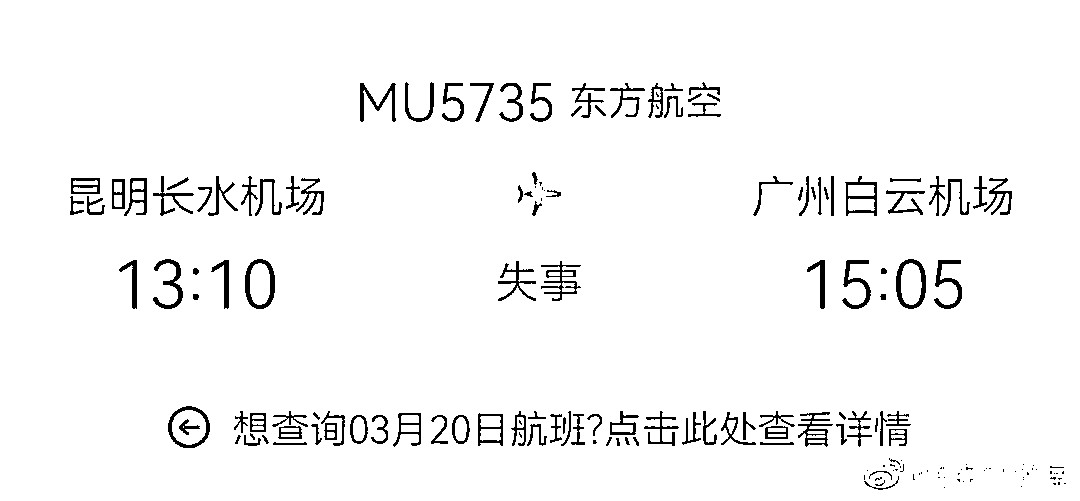 MU5735 东方航空
昆明长水机场 广州白云机场
13:10 失事 15:05
想查询03月20日航班?点击此处查看详情